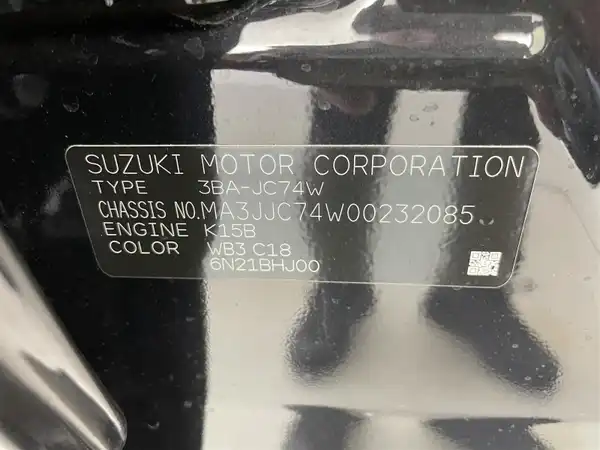 SUZUKI MOTOR CORPORATION
TYPE 3BA-JC74W
CHASSIS NO.MA3JJC74W00232085
ENGINE K15B
COLOR WB3 C18
6N21BHJ00